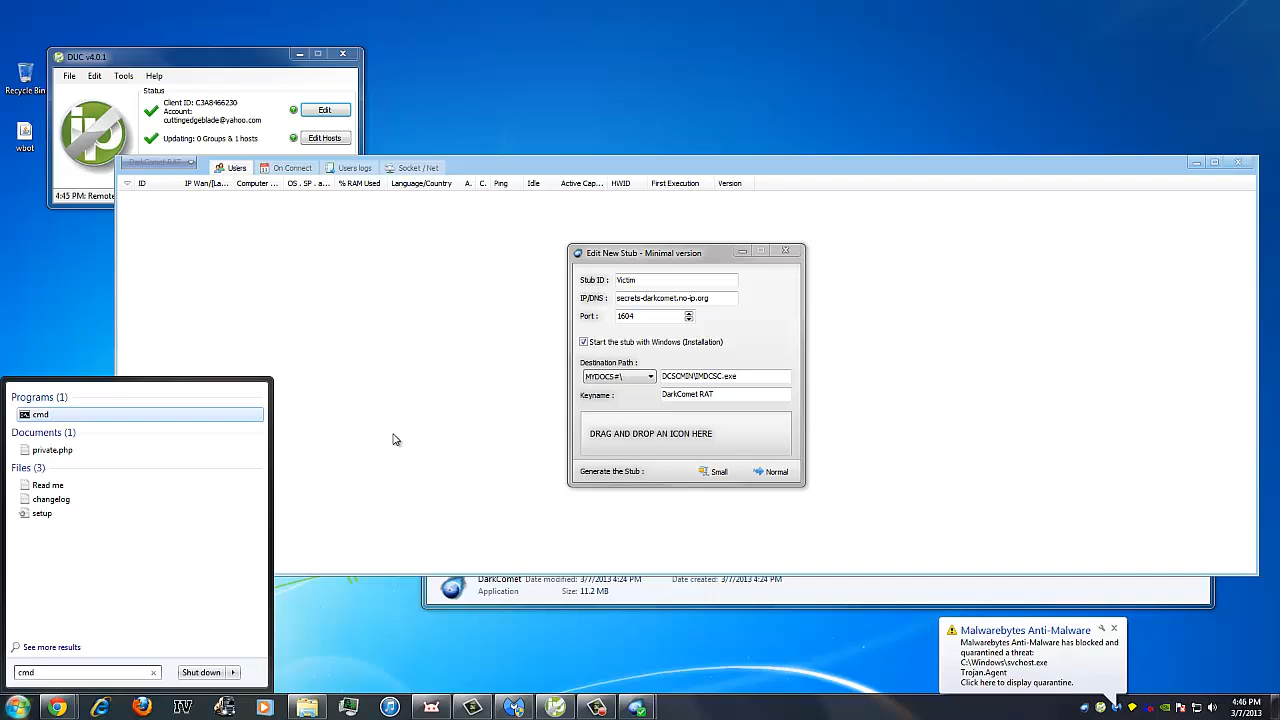 Recycle Bin
wbot
DUC v4.0.1
File Edit Tools Help
Status
Client ID: C3A8466230
Account:
cuttingedgeblade@yahoo.com
Edit
Updating: 0 Groups & 1 hosts
Edit Hosts
4:45 PM: Remote
DarkComet RAT
Users On Connect Users logs Socket / Net
ID IP Wan/[La... Computer ... OS . SP . a... % RAM Used Language/Country A. C. Ping Idle Active Cap... HWID First Execution Version
Edit New Stub - Minimal version
Stub ID : Victim
IP/DNS : secrets-darkcomet.no-ip.org
Port : 1604
Start the stub with Windows (Installation)
Destination Path :
MYDOCS#\ DCSCMIN\IMDCSC.exe
Keyname : DarkComet RAT
DRAG AND DROP AN ICON HERE
Generate the Stub : Small Normal
Programs (1)
cmd
Documents (1)
private.php
Files (3)
Read me
changelog
setup
See more results
cmd
Shut down
DarkComet Date modified: 3/7/2013 4:24 PM Date created: 3/7/2013 4:24 PM
Application Size: 11.2 MB
Malwarebytes Anti-Malware
Malwarebytes Anti-Malware has blocked and
quarantined a threat:
C:\Windows\svchost.exe
Trojan.Agent
Click here to display quarantine.
IV
4:46 PM
3/7/2013